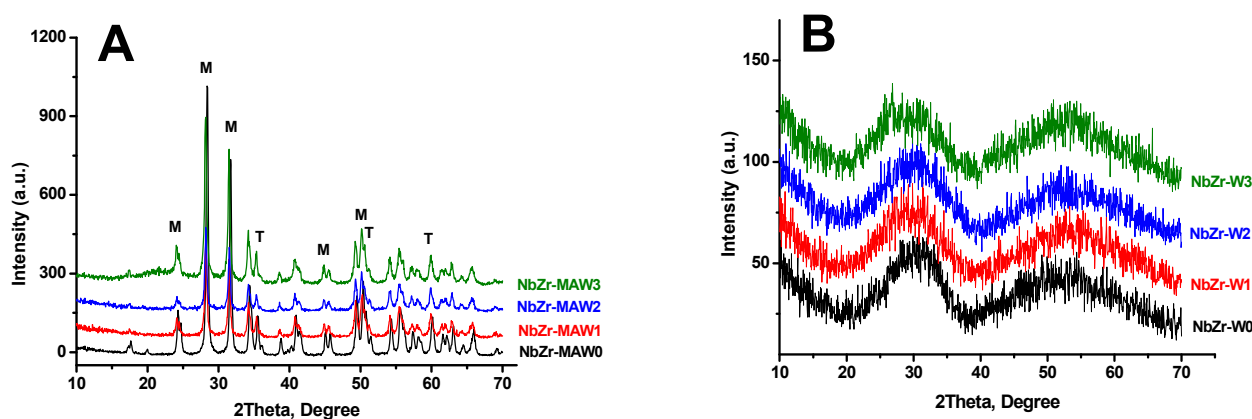 A
Intensity (a.u.)
1200
900
600
300
0
M
M
M
T
M
M
T
T
NbZr-MAW3
NbZr-MAW2
NbZr-MAW1
NbZr-MAW0
10 20 30 40 50 60 70
2Theta, Degree
B
Intensity (a.u.)
150
100
50
NbZr-W3
NbZr-W2
NbZr-W1
NbZr-W0
10 20 30 40 50 60 70
2Theta, Degree